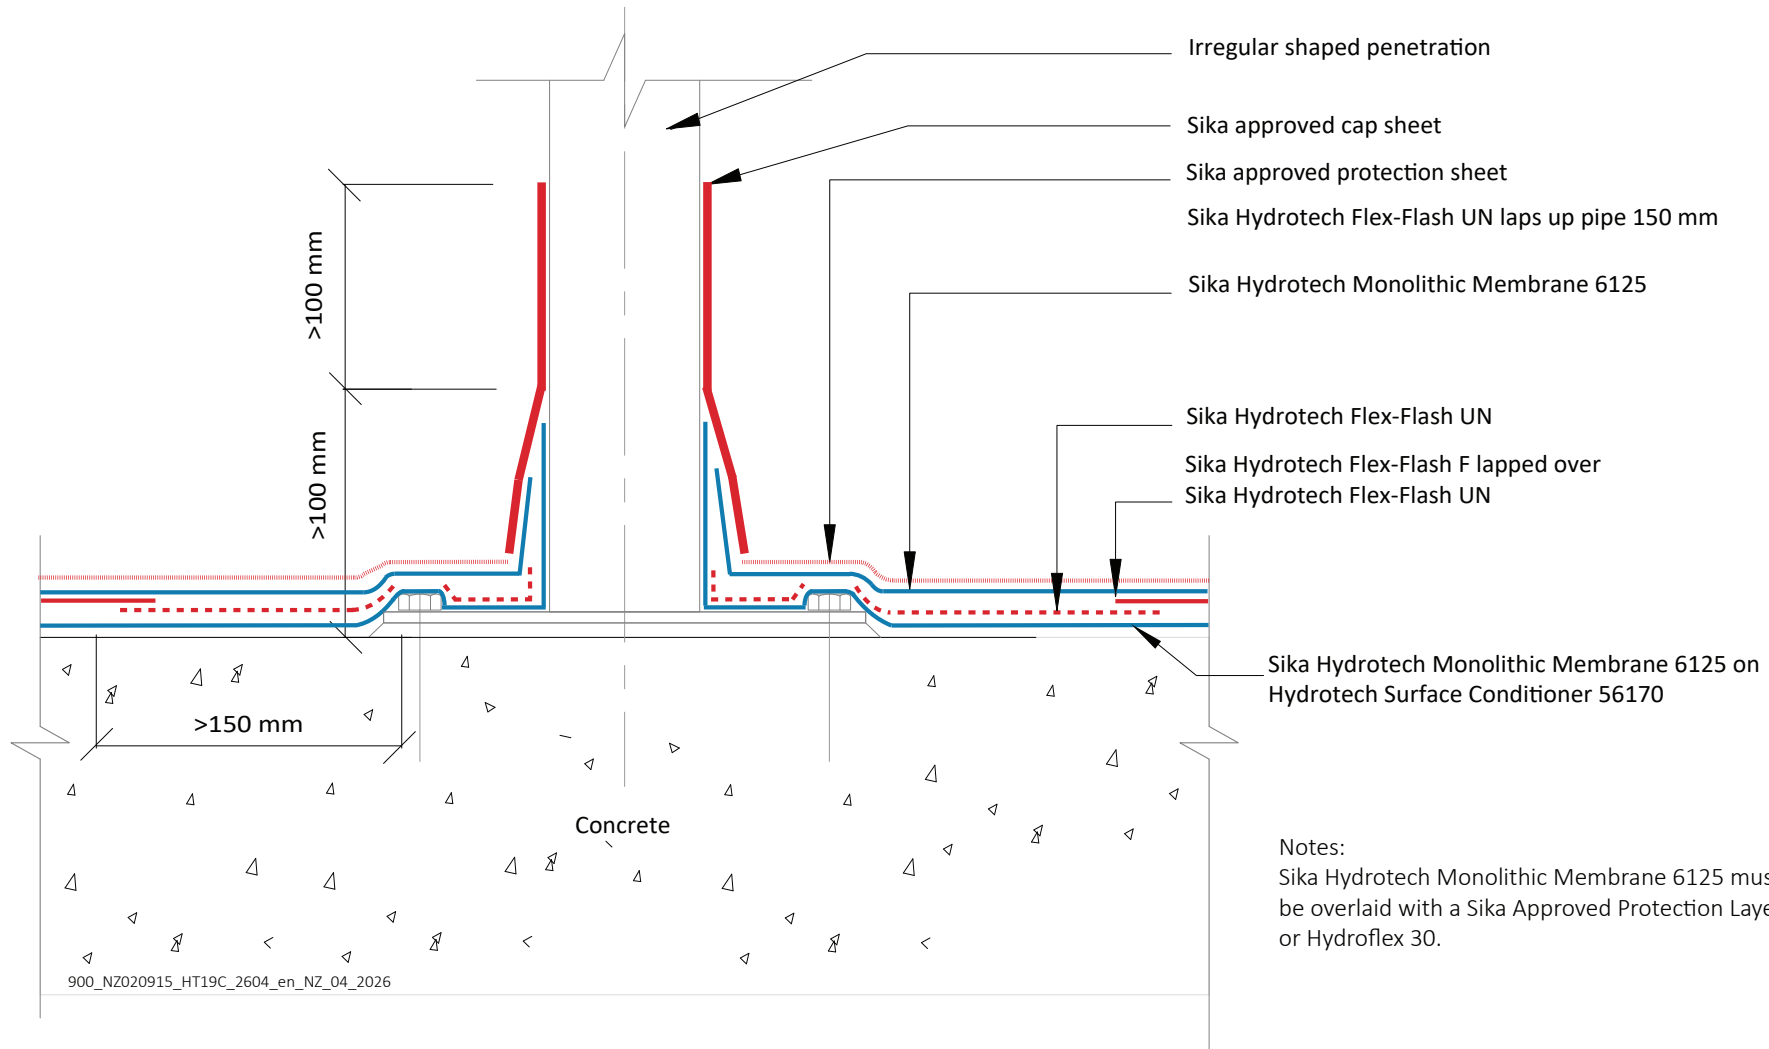 Irregular shaped penetration
Sika approved cap sheet
Sika approved protection sheet
Sika Hydrotech Flex-Flash UN laps up pipe 150 mm
Sika Hydrotech Monolithic Membrane 6125
>100 mm
>100 mm
Sika Hydrotech Flex-Flash UN
Sika Hydrotech Flex-Flash F lapped over
Sika Hydrotech Flex-Flash UN
Sika Hydrotech Monolithic Membrane 6125 on
Hydrotech Surface Conditioner 56170
>150 mm
Concrete
Notes:
Sika Hydrotech Monolithic Membrane 6125 mus
be overlaid with a Sika Approved Protection Laye
or Hydroflex 30.
900_NZ020915_HT19C_2604_en_NZ_04_2026